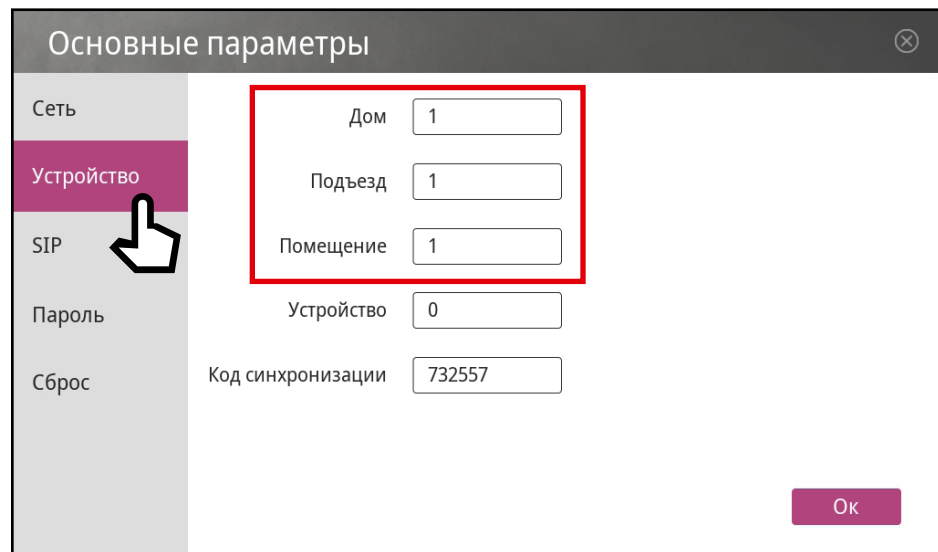 Основные параметры
Сеть
Устройство
SIP
Пароль
Сброс
Дом 1
Подъезд 1
Помещение 1
Устройство 0
Код синхронизации 732557
Ок